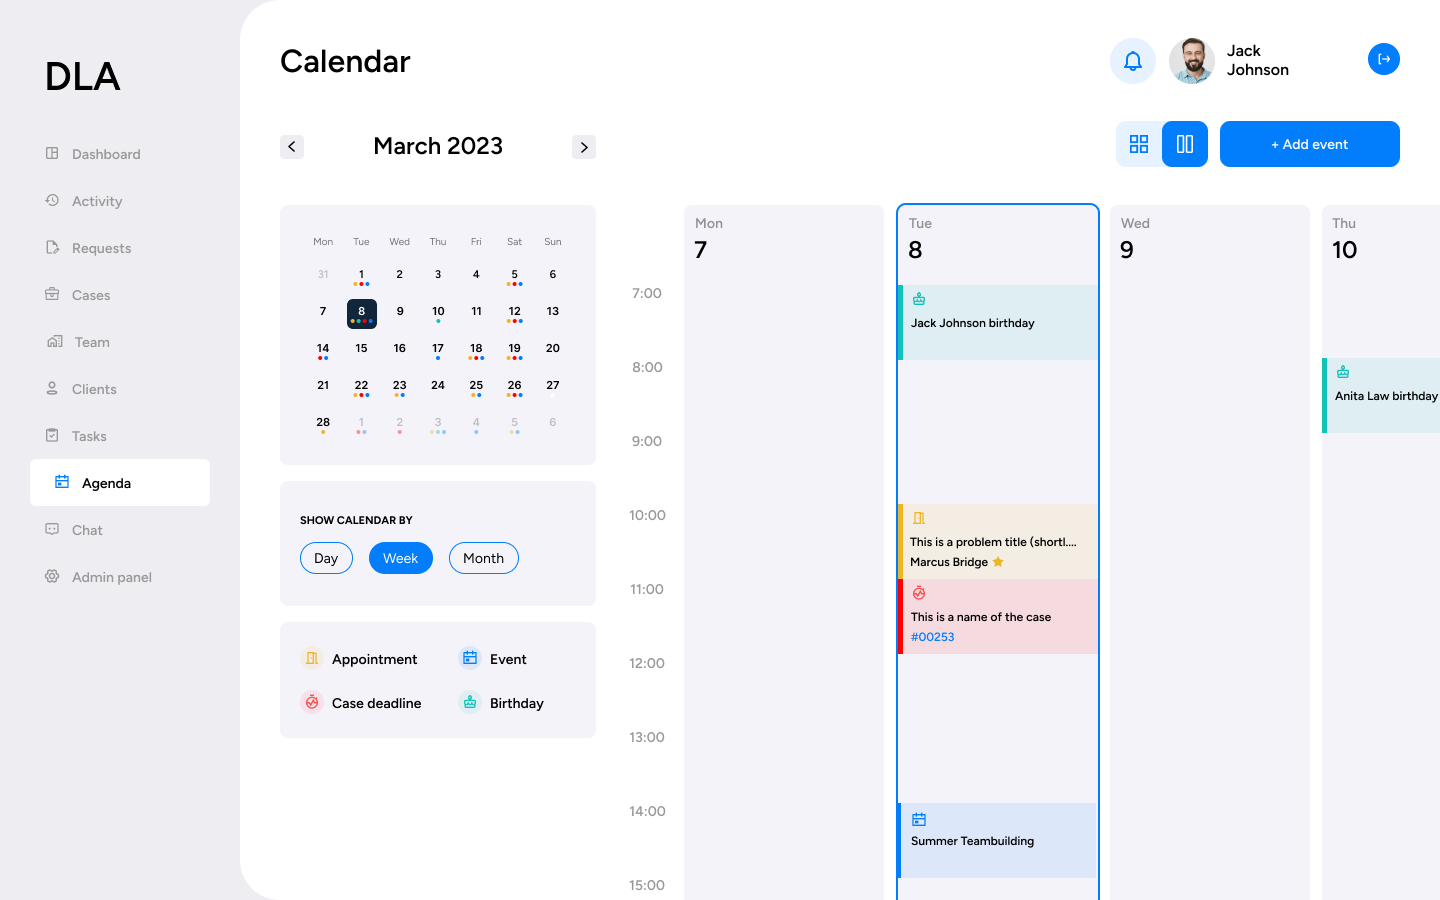 DLA
Dashboard
Activity
Requests
Cases
Team
Clients
Tasks
Agenda
Chat
Admin panel
Calendar
Jack
Johnson
March 2023
+ Add event
Mon Tue Wed Thu Fri Sat Sun
31 1 2 3 4 5 6
7 8 9 10 11 12 13
14 15 16 17 18 19 20
21 22 23 24 25 26 27
28 1 2 3 4 5 6
SHOW CALENDAR BY
Day Week Month
Appointment Event
Case deadline Birthday
Mon Tue Wed Thu
7 8 9 10
7:00
Jack Johnson birthday
8:00
Anita Law birthday
9:00
10:00
This is a problem title (shortl....
Marcus Bridge
11:00
This is a name of the case
#00253
12:00
13:00
14:00
Summer Teambuilding
15:00